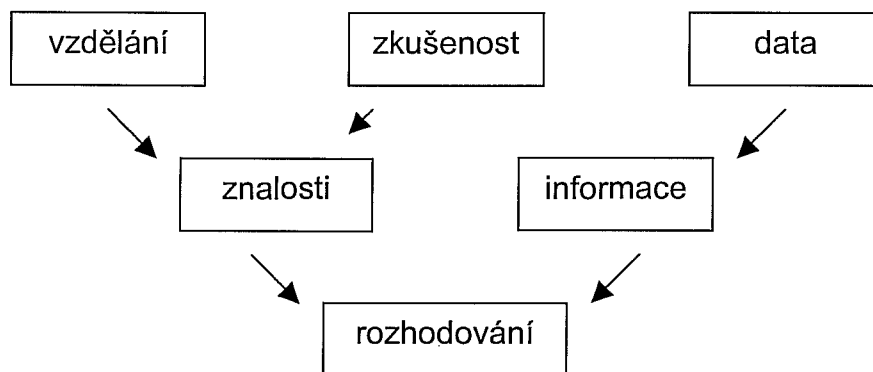 vzdělání
zkušenost
data
znalosti
informace
rozhodování